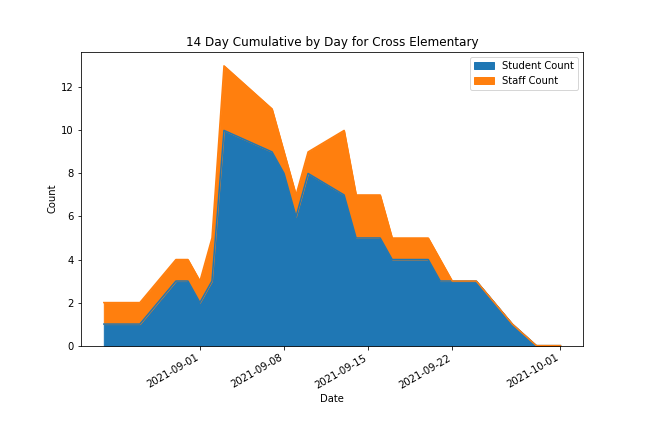 14 Day Cumulative by Day for Cross Elementary
Student Count
Staff Count
12
10
8
6
4
2
0
Count
2021-09-01
2021-09-08
2021-09-15
2021-09-22
2021-10-01
Date